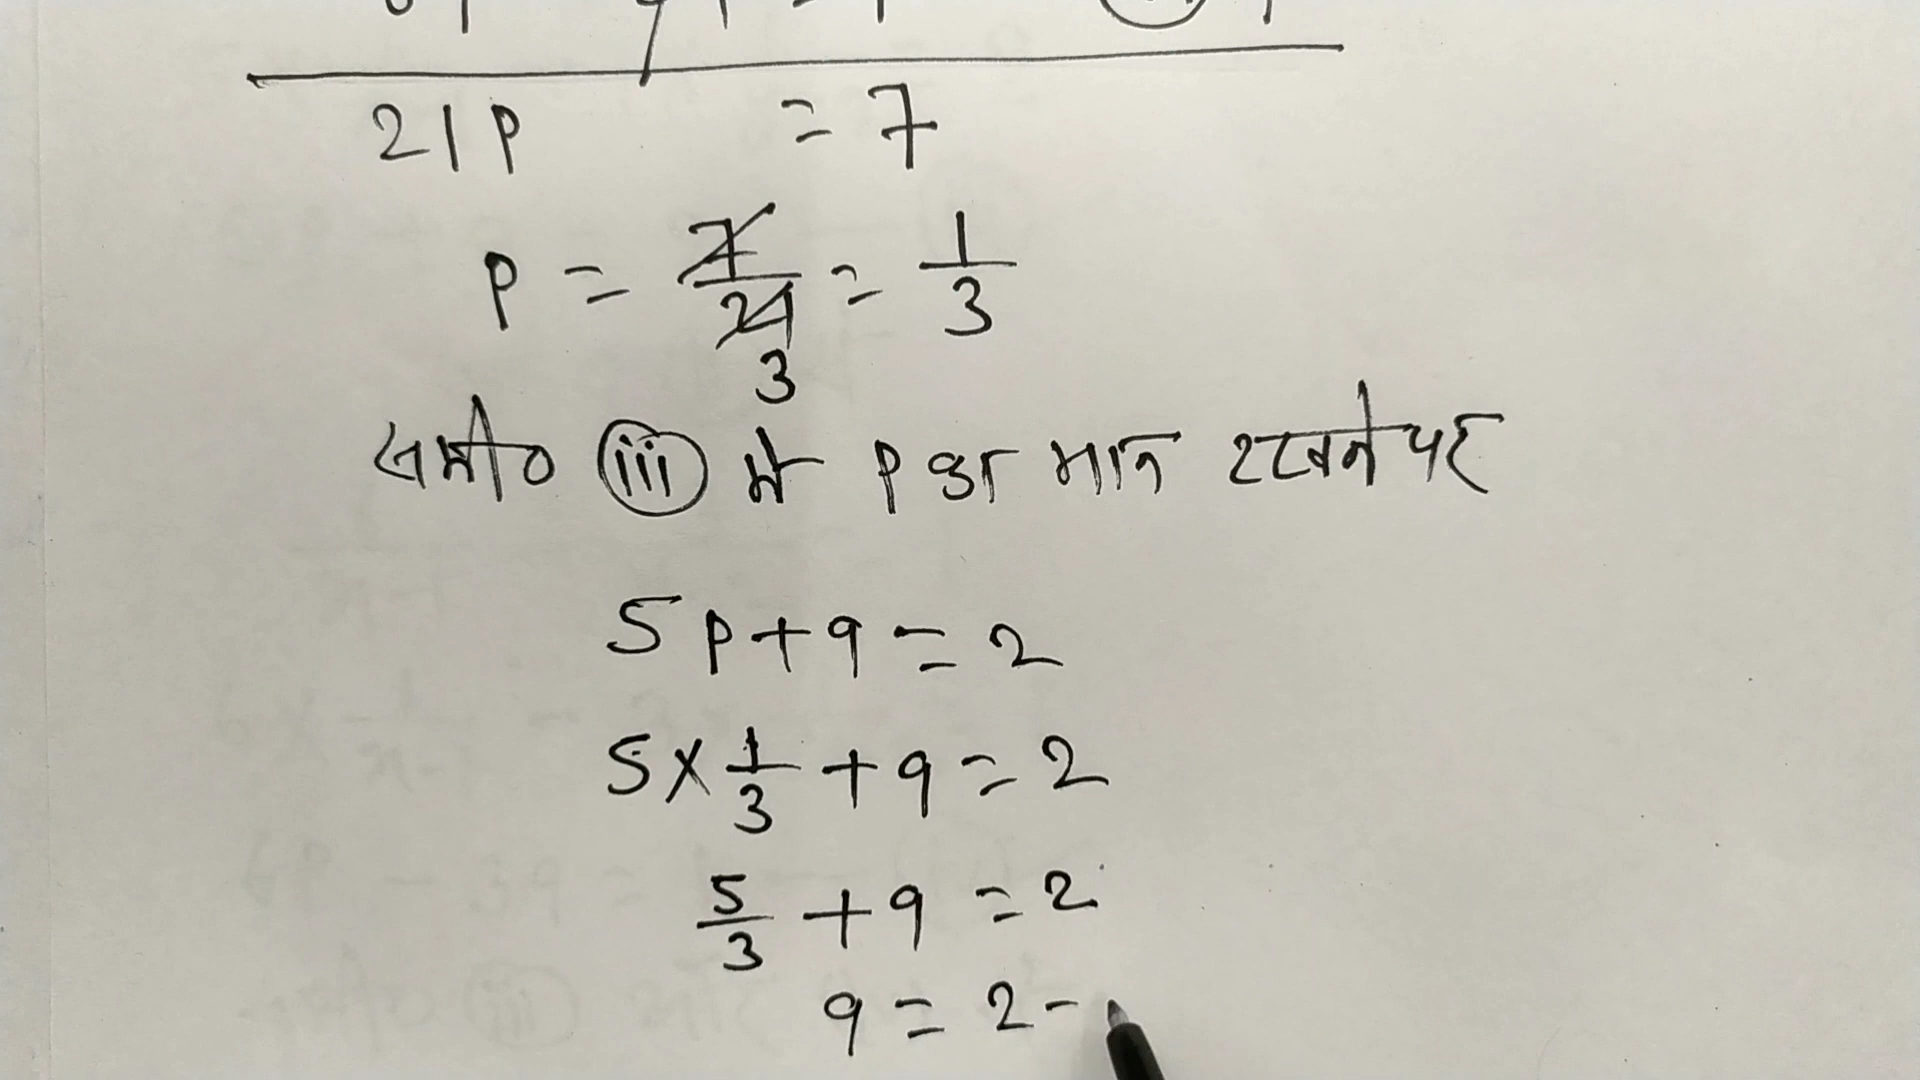 21p = 7
p = 7/21 = 1/3
3
समी० (iii) में p का मान रखने पर
5p + q = 2
5 × 1/3 + q = 2
5/3 + q = 2
q = 2 -